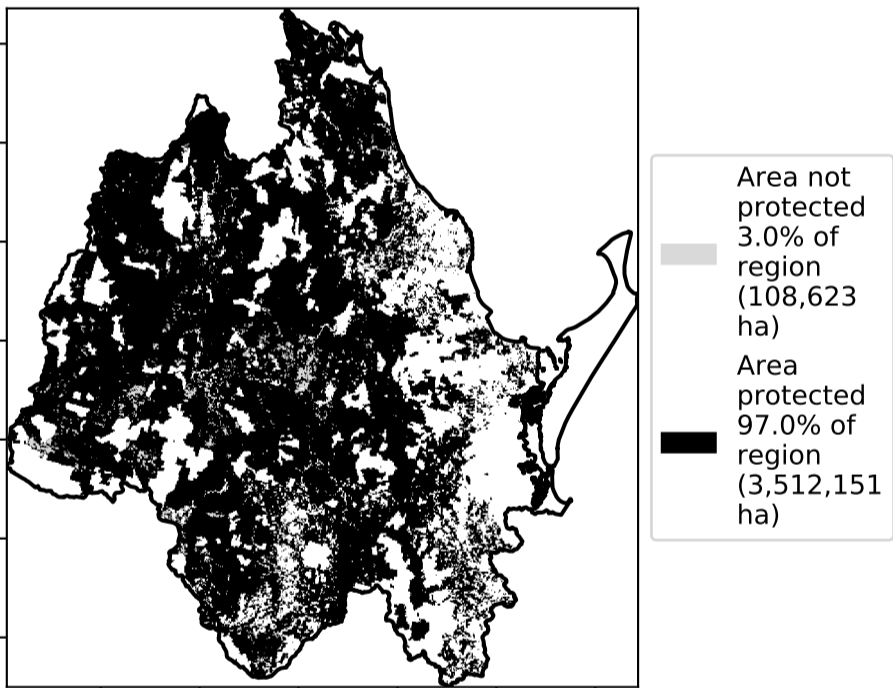 Area not
protected
3.0% of
region
(108,623
ha)
Area
protected
97.0% of
region
(3,512,151
ha)